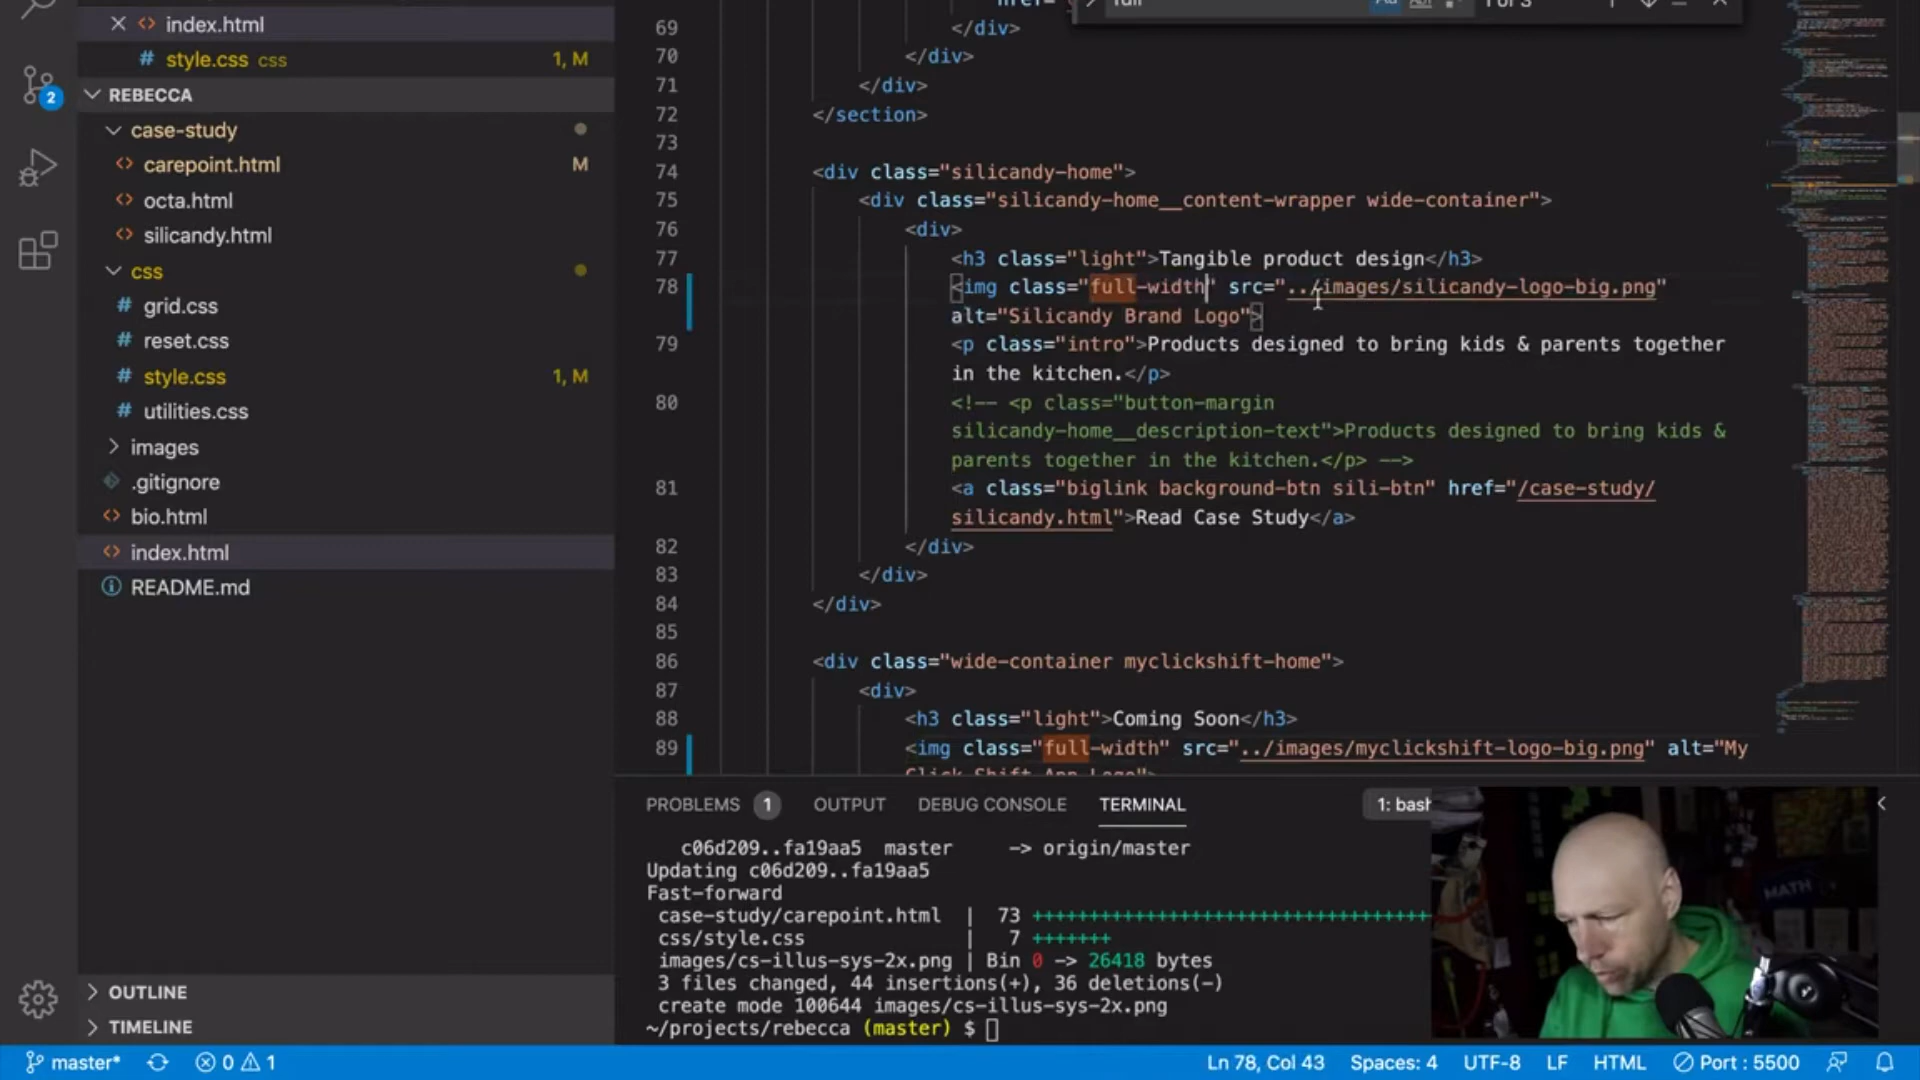 index.html
style.css css 1, M
2
REBECCA
case-study
carepoint.html M
octa.html
silicandy.html
css
grid.css
reset.css
style.css 1, M
utilities.css
images
.gitignore
bio.html
index.html
README.md
OUTLINE
TIMELINE
69 </div>
70 </div>
71 </div>
72 </section>
73
74 <div class="silicandy-home">
75 <div class="silicandy-home__content-wrapper wide-container">
76 <div>
77 <h3 class="light">Tangible product design</h3>
78 <img class="full-width" src="../images/silicandy-logo-big.png"
alt="Silicandy Brand Logo">
79 <p class="intro">Products designed to bring kids & parents together
in the kitchen.</p>
80 <!-- <p class="button-margin
silicandy-home__description-text">Products designed to bring kids &
parents together in the kitchen.</p> -->
81 <a class="biglink background-btn sili-btn" href="/case-study/
silicandy.html">Read Case Study</a>
82 </div>
83 </div>
84 </div>
85
86 <div class="wide-container myclickshift-home">
87 <div>
88 <h3 class="light">Coming Soon</h3>
89 <img class="full-width" src="../images/myclickshift-logo-big.png" alt="My
Click Shift App Logo">
PROBLEMS 1 OUTPUT DEBUG CONSOLE TERMINAL 1: bash
c06d209..fa19aa5 master -> origin/master
Updating c06d209..fa19aa5
Fast-forward
case-study/carepoint.html | 73 ++++++++++++++++++++++++++++++++++
css/style.css | 7 +++++++
images/cs-illus-sys-2x.png | Bin 0 -> 26418 bytes
3 files changed, 44 insertions(+), 36 deletions(-)
create mode 100644 images/cs-illus-sys-2x.png
~/projects/rebecca (master) $
MATH
master* 0 1 Ln 78, Col 43 Spaces: 4 UTF-8 LF HTML Port : 5500